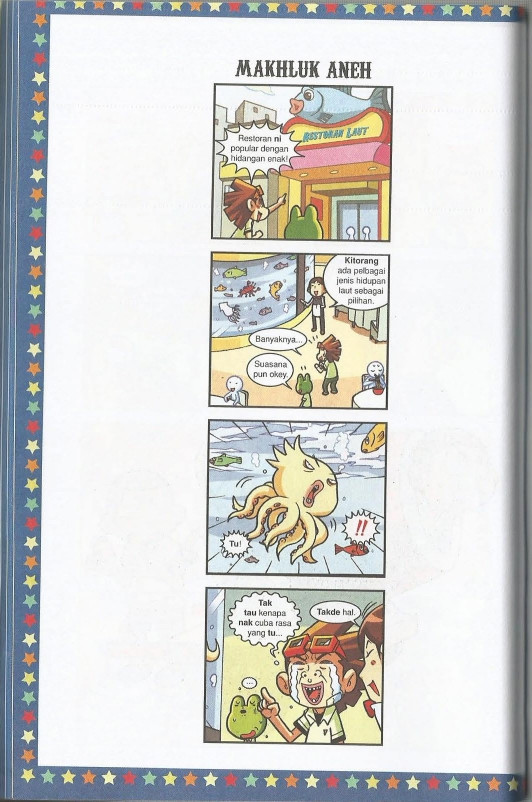 MAKHLUK ANEH
RESTORAN LAUT
Restoran ni
popular dengan
hidangan enak!
Kitorang
ada pelbagai
jenis hidupan
laut sebagai
pilihan.
Banyaknya...
Suasana
pun okey.
!!
Tu!
Tak
tau kenapa
nak cuba rasa
yang tu...
Takde hal.
...